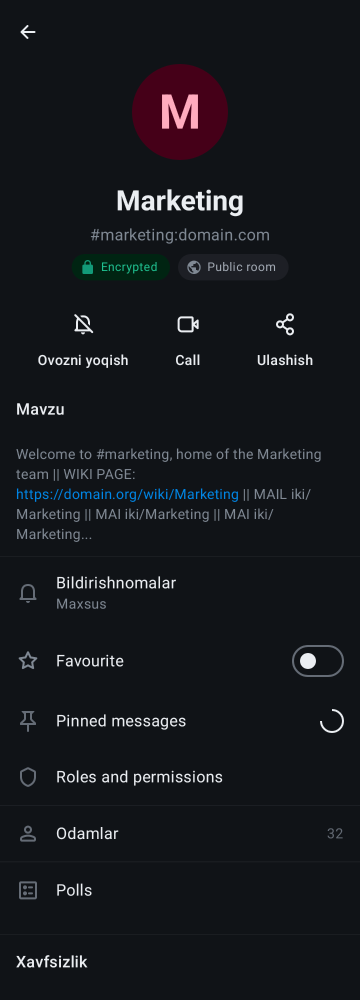 M
Marketing
#marketing:domain.com
Encrypted
Public room
Ovozni yoqish
Call
Ulashish
Mavzu
Welcome to #marketing, home of the Marketing
team || WIKI PAGE:
https://domain.org/wiki/Marketing || MAIL iki/
Marketing || MAI iki/Marketing || MAI iki/
Marketing...
Bildirishnomalar
Maxsus
Favourite
Pinned messages
Roles and permissions
Odamlar 32
Polls
Xavfsizlik